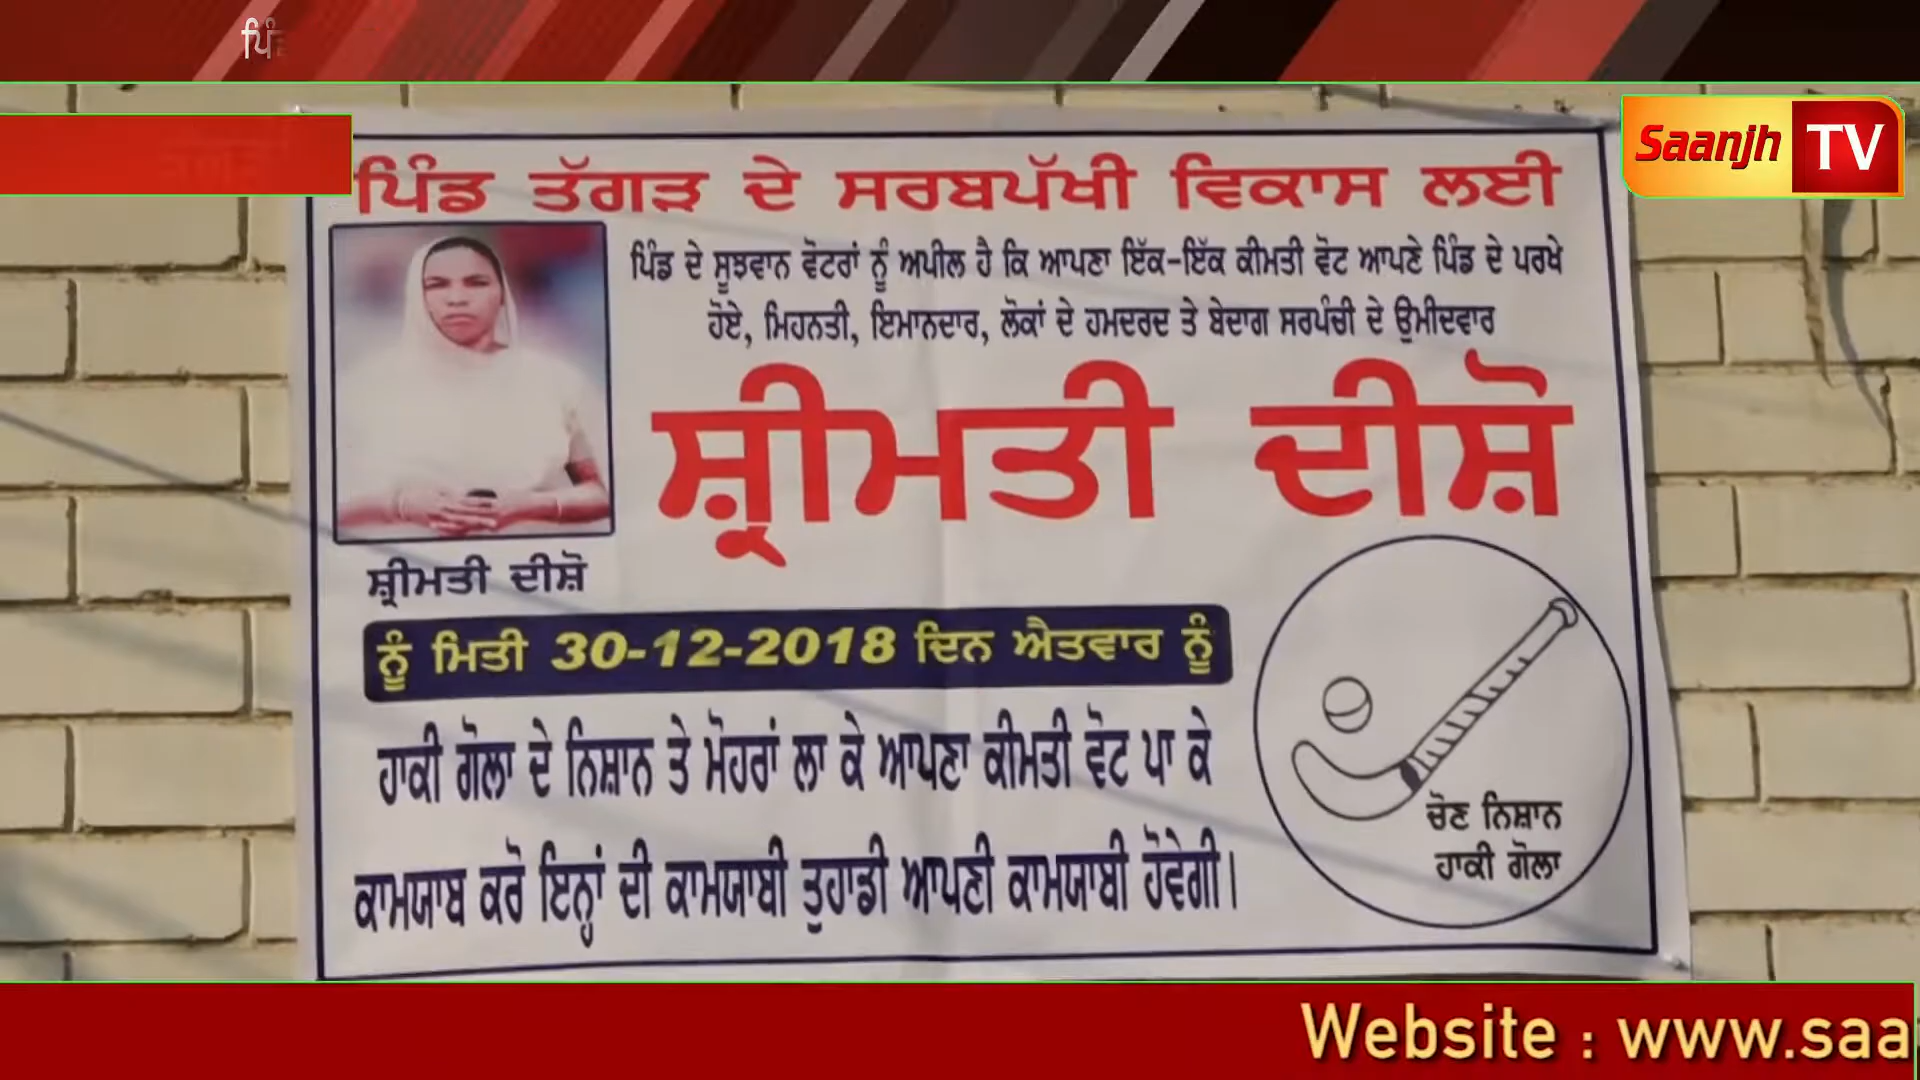 Saanjh TV
ਪਿੰਡ ਤੱਗੜ ਦੇ ਸਰਬਪੱਖੀ ਵਿਕਾਸ ਲਈ
ਪਿੰਡ ਦੇ ਸੂਝਵਾਨ ਵੋਟਰਾਂ ਨੂੰ ਅਪੀਲ ਹੈ ਕਿ ਆਪਣਾ ਇੱਕ-ਇੱਕ ਕੀਮਤੀ ਵੋਟ ਆਪਣੇ ਪਿੰਡ ਦੇ ਪਰਖੇ
ਹੋਏ, ਮਿਹਨਤੀ, ਇਮਾਨਦਾਰ, ਲੋਕਾਂ ਦੇ ਹਮਦਰਦ ਤੇ ਬੇਦਾਗ ਸਰਪੰਚੀ ਦੇ ਉਮੀਦਵਾਰ
ਸ਼੍ਰੀਮਤੀ ਦੀਸ਼ੋ
ਸ਼੍ਰੀਮਤੀ ਦੀਸ਼ੋ
ਨੂੰ ਮਿਤੀ 30-12-2018 ਦਿਨ ਐਤਵਾਰ ਨੂੰ
ਹਾਕੀ ਗੋਲਾ ਦੇ ਨਿਸ਼ਾਨ ਤੇ ਮੋਹਰਾਂ ਲਾ ਕੇ ਆਪਣਾ ਕੀਮਤੀ ਵੋਟ ਪਾ ਕੇ
ਕਾਮਯਾਬ ਕਰੋ ਇਨ੍ਹਾਂ ਦੀ ਕਾਮਯਾਬੀ ਤੁਹਾਡੀ ਆਪਣੀ ਕਾਮਯਾਬੀ ਹੋਵੇਗੀ।
ਚੋਣ ਨਿਸ਼ਾਨ
ਹਾਕੀ ਗੋਲਾ
Website : www.saa